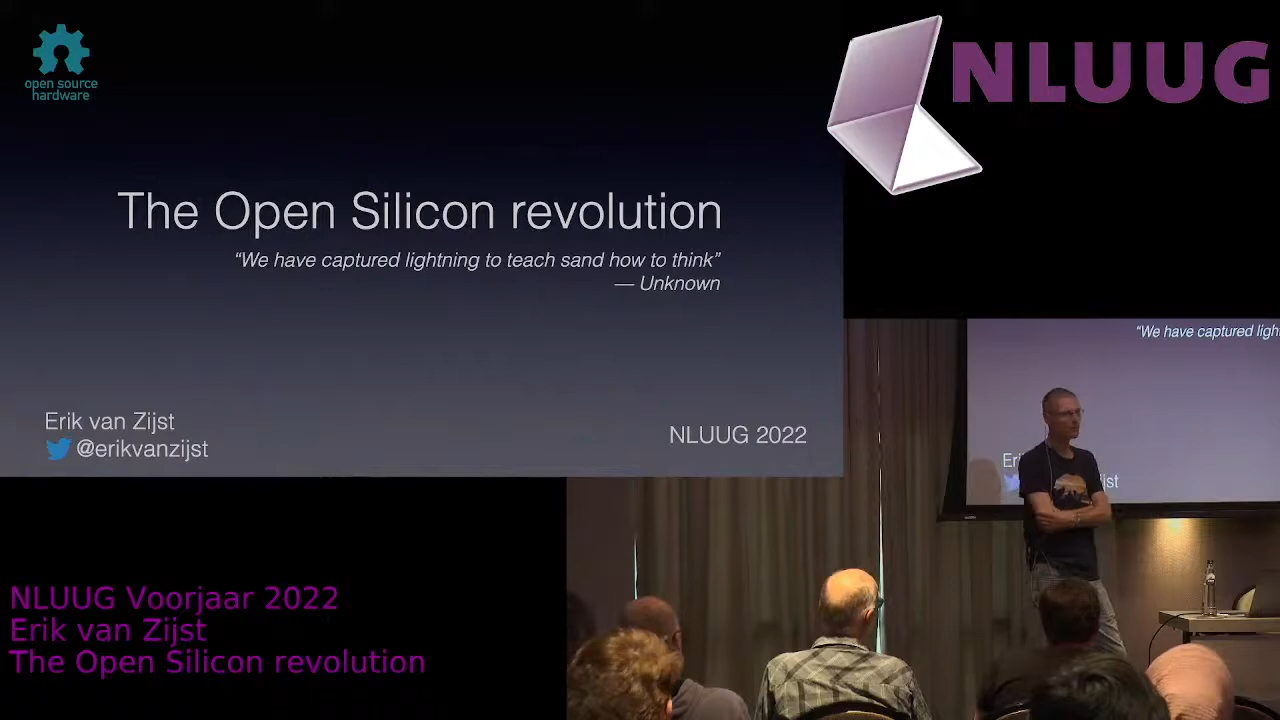 open source
hardware
NLUUG
The Open Silicon revolution
“We have captured lightning to teach sand how to think”
— Unknown
Erik van Zijst
@erikvanzijst
NLUUG 2022
“We have captured ligh
Eri
ijst
NLUUG Voorjaar 2022
Erik van Zijst
The Open Silicon revolution